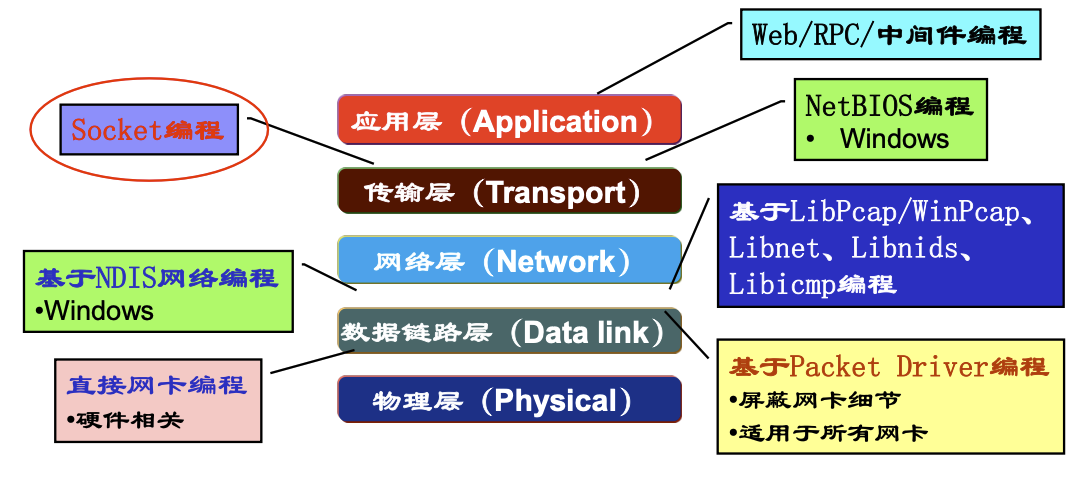 Web/RPC/中间件编程
Socket编程
应用层（Application）
NetBIOS编程
• Windows
传输层（Transport）
基于LibPcap/WinPcap、
Libnet、Libnids、
Libicmp编程
网络层（Network）
基于NDIS网络编程
•Windows
数据链路层（Data link）
直接网卡编程
•硬件相关
基于Packet Driver编程
•屏蔽网卡细节
•适用于所有网卡
物理层（Physical）